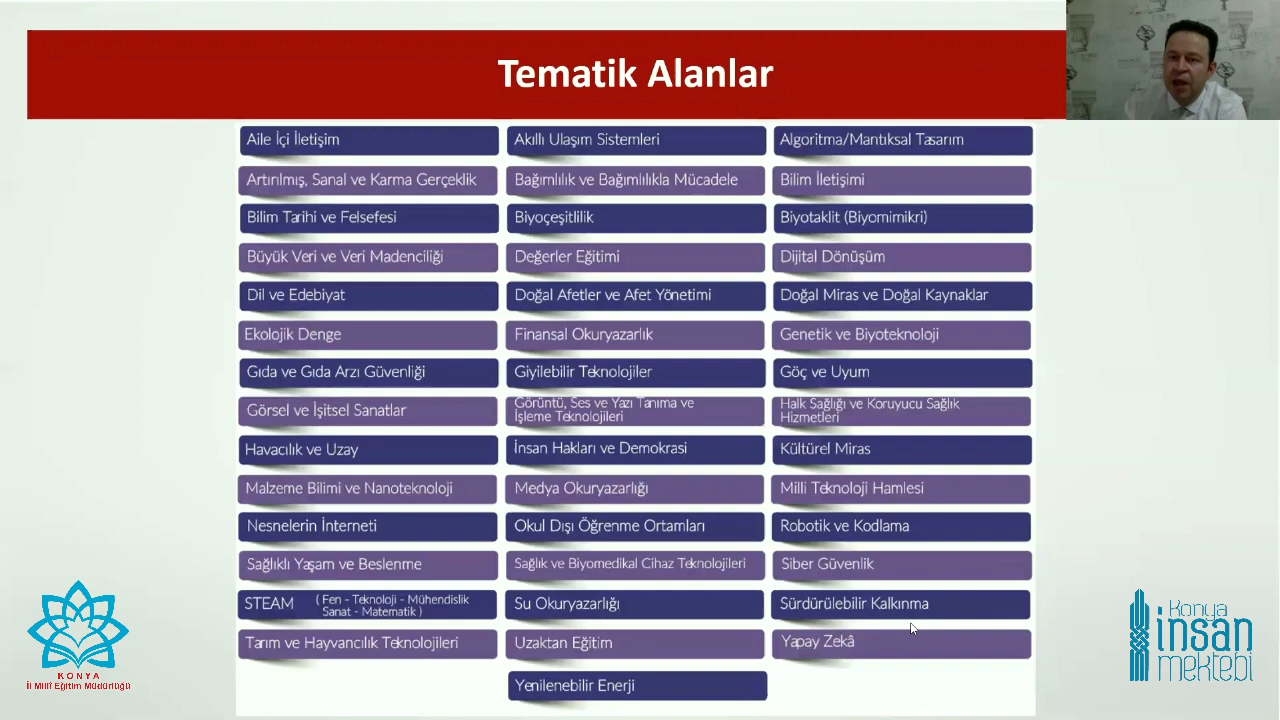 Tematik Alanlar
Aile İçi İletişim
Akıllı Ulaşım Sistemleri
Algoritma/Mantıksal Tasarım
Artırılmış, Sanal ve Karma Gerçeklik
Bağımlılık ve Bağımlılıkla Mücadele
Bilim İletişimi
Bilim Tarihi ve Felsefesi
Biyoçeşitlilik
Biyotaklit (Biyomimikri)
Büyük Veri ve Veri Madenciliği
Değerler Eğitimi
Dijital Dönüşüm
Dil ve Edebiyat
Doğal Afetler ve Afet Yönetimi
Doğal Miras ve Doğal Kaynaklar
Ekolojik Denge
Finansal Okuryazarlık
Genetik ve Biyoteknoloji
Gıda ve Gıda Arzı Güvenliği
Giyilebilir Teknolojiler
Göç ve Uyum
Görsel ve İşitsel Sanatlar
Görüntü, Ses ve Yazı Tanıma ve
İşleme Teknolojileri
Halk Sağlığı ve Koruyucu Sağlık
Hizmetleri
Havacılık ve Uzay
İnsan Hakları ve Demokrasi
Kültürel Miras
Malzeme Bilimi ve Nanoteknoloji
Medya Okuryazarlığı
Milli Teknoloji Hamlesi
Nesnelerin İnterneti
Okul Dışı Öğrenme Ortamları
Robotik ve Kodlama
Sağlıklı Yaşam ve Beslenme
Sağlık ve Biyomedikal Cihaz Teknolojileri
Siber Güvenlik
STEAM ( Fen - Teknoloji - Mühendislik
Sanat - Matematik )
Su Okuryazarlığı
Sürdürülebilir Kalkınma
Tarım ve Hayvancılık Teknolojileri
Uzaktan Eğitim
Yapay Zekâ
Yenilenebilir Enerji
KONYA
İl Millî Eğitim Müdürlüğü
Konya
insan
mektebi